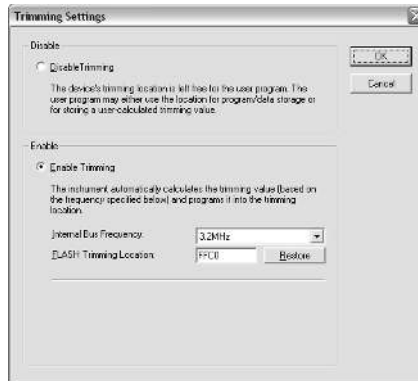 Trimming Settings
Disable
Disable Trimming
The device's trimming location is left free for the user program. The
user program may either use the location for program/data storage or
for storing a user-calculated trimming value.
OK
Cancel
Enable
Enable Trimming
The instrument automatically calculates the trimming value (based on
the frequency specified below) and programs it into the trimming
location.
Internal Bus Frequency: 3.2MHz
FLASH Trimming Location: FFC0 Restore